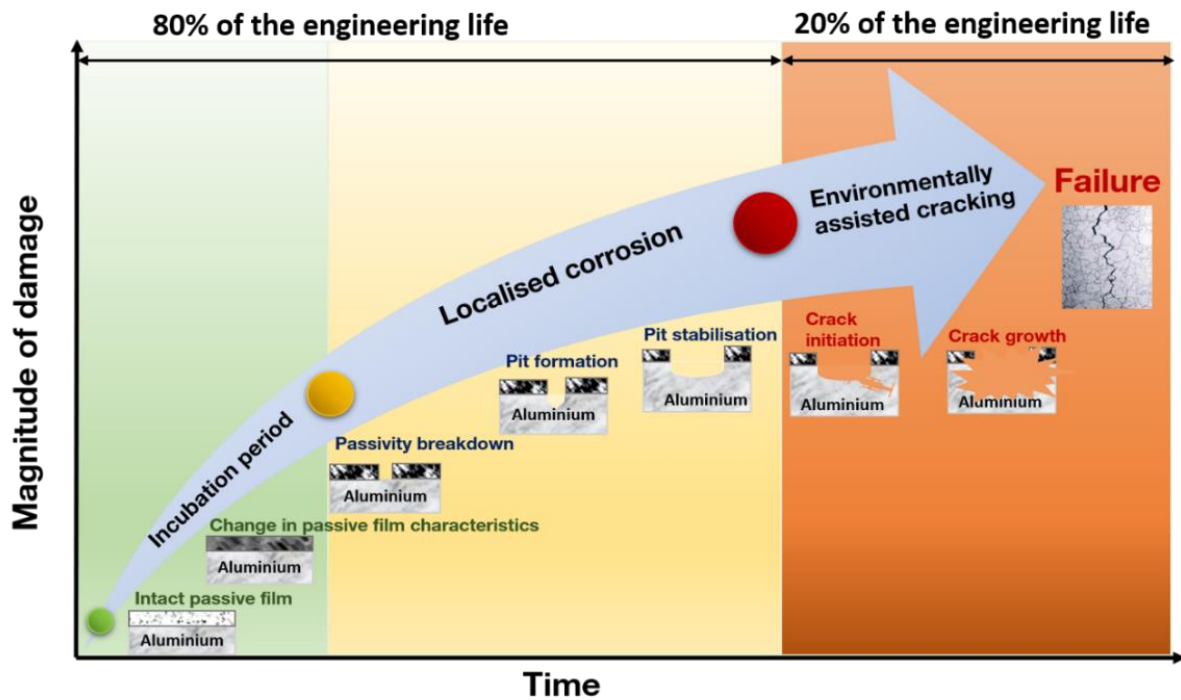 80% of the engineering life
20% of the engineering life
Magnitude of damage
Incubation period
Localised corrosion
Environmentally
assisted cracking
Failure
Intact passive film
Aluminium
Change in passive film characteristics
Aluminium
Passivity breakdown
Aluminium
Pit formation
Aluminium
Pit stabilisation
Aluminium
Crack
initiation
Aluminium
Crack growth
Aluminium
Time